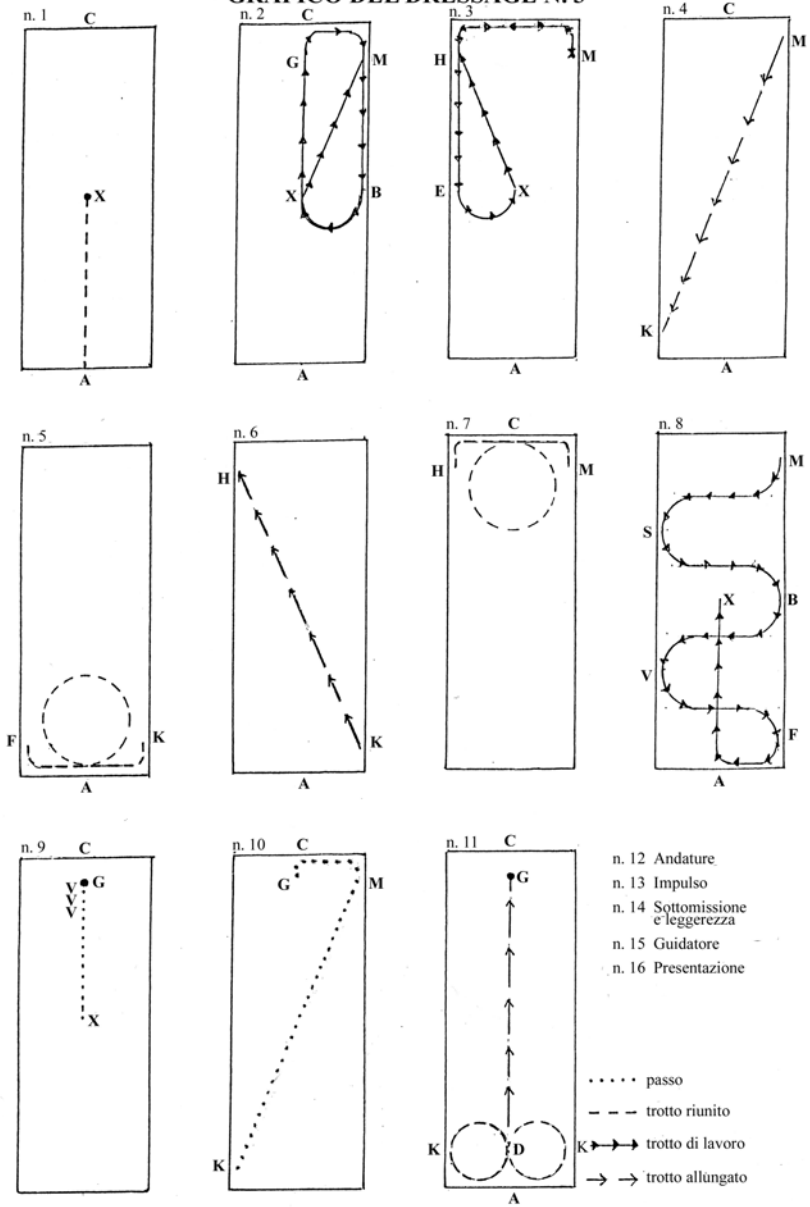 GRAFICO DEL DRESSAGE N.
n. 1 C
X
A
n. 2 C
G M
X B
A
n. 3
H M
E X
A
n. 4 C
M
K
A
n. 5
F K
A
n. 6
H
K
A
n. 7 C
H M
n. 8
M
S
X B
V
F
A
n. 9 C
V G
V
V
X
n. 10 C
G M
K
n. 11 C
G
K D K
A
n. 12 Andature
n. 13 Impulso
n. 14 Sottomissione
e leggerezza
n. 15 Guidatore
n. 16 Presentazione
passo
trotto riunito
trotto di lavoro
trotto allungato